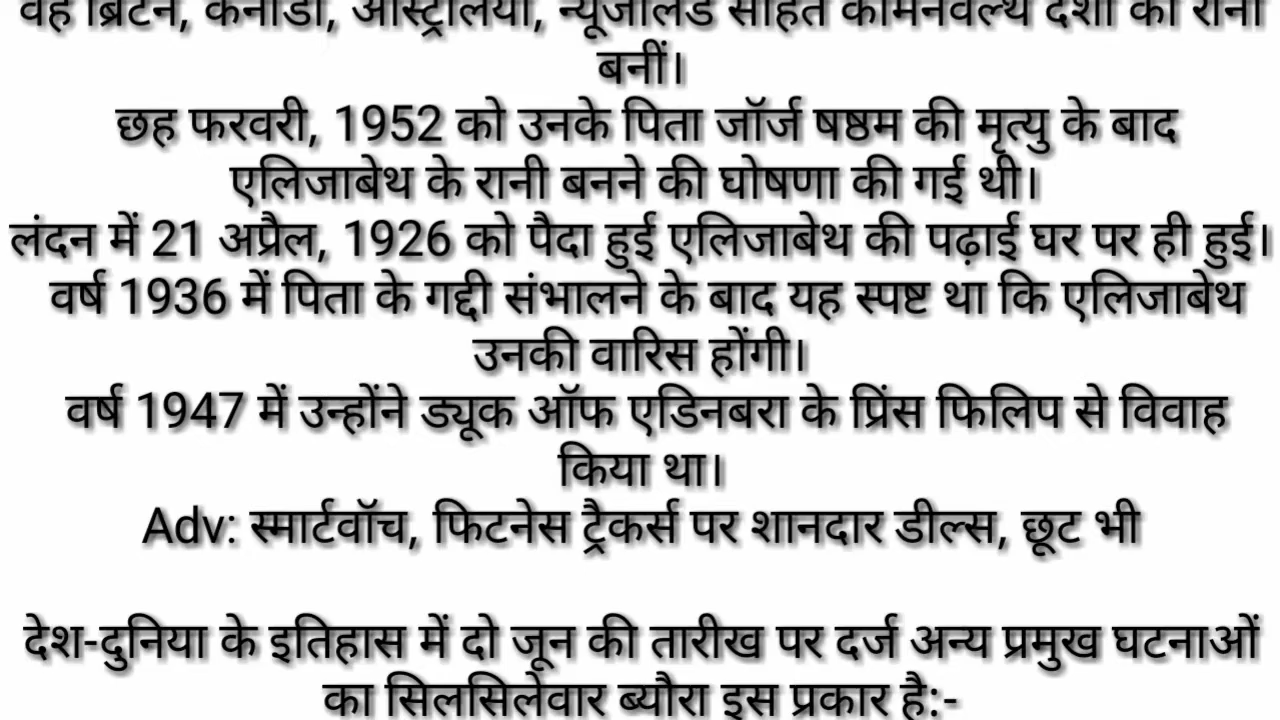 वह ब्रिटेन, कनाडा, ऑस्ट्रेलिया, न्यूजीलैंड सहित कॉमनवेल्थ देशों की रानी
बनीं।
छह फरवरी, 1952 को उनके पिता जॉर्ज षष्ठम की मृत्यु के बाद
एलिजाबेथ के रानी बनने की घोषणा की गई थी।
लंदन में 21 अप्रैल, 1926 को पैदा हुई एलिजाबेथ की पढ़ाई घर पर ही हुई।
वर्ष 1936 में पिता के गद्दी संभालने के बाद यह स्पष्ट था कि एलिजाबेथ
उनकी वारिस होंगी।
वर्ष 1947 में उन्होंने ड्यूक ऑफ एडिनबरा के प्रिंस फिलिप से विवाह
किया था।
Adv: स्मार्टवॉच, फिटनेस ट्रैकर्स पर शानदार डील्स, छूट भी
देश-दुनिया के इतिहास में दो जून की तारीख पर दर्ज अन्य प्रमुख घटनाओं
का सिलसिलेवार ब्यौरा इस प्रकार है:-